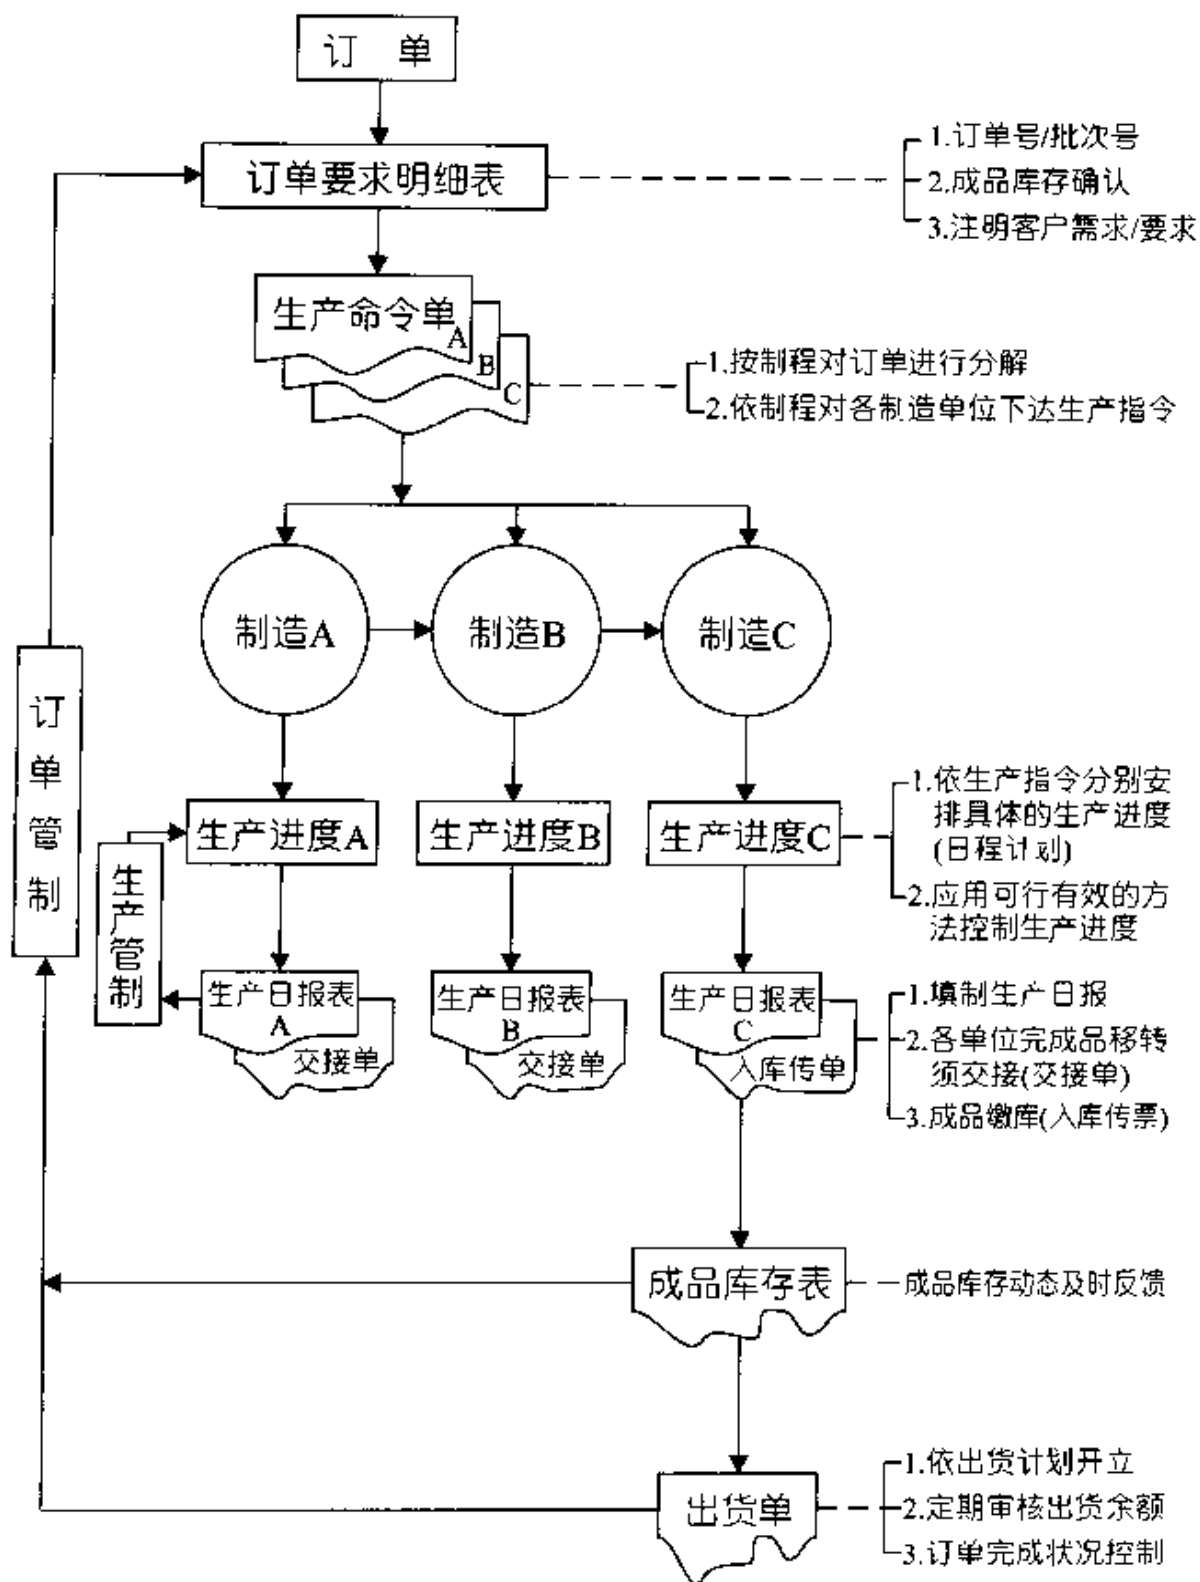 订 单
订单要求明细表
1.订单号/批次号
2.成品库存确认
3.注明客户需求/要求
生产命令单
A
B
C
1.按制程对订单进行分解
2.依制程对各制造单位下达生产指令
制造A
制造B
制造C
订单管制
生产管制
生产进度A
生产进度B
生产进度C
1.依生产指令分别安
排具体的生产进度
(日程计划)
2.应用可行有效的方
法控制生产进度
生产日报表
A
交接单
生产日报表
B
交接单
生产日报表
C
入库传单
1.填制生产日报
2.各单位完成品移转
须交接(交接单)
3.成品缴库(入库传票)
成品库存表
成品库存动态及时反馈
出货单
1.依出货计划开立
2.定期审核出货余额
3.订单完成状况控制